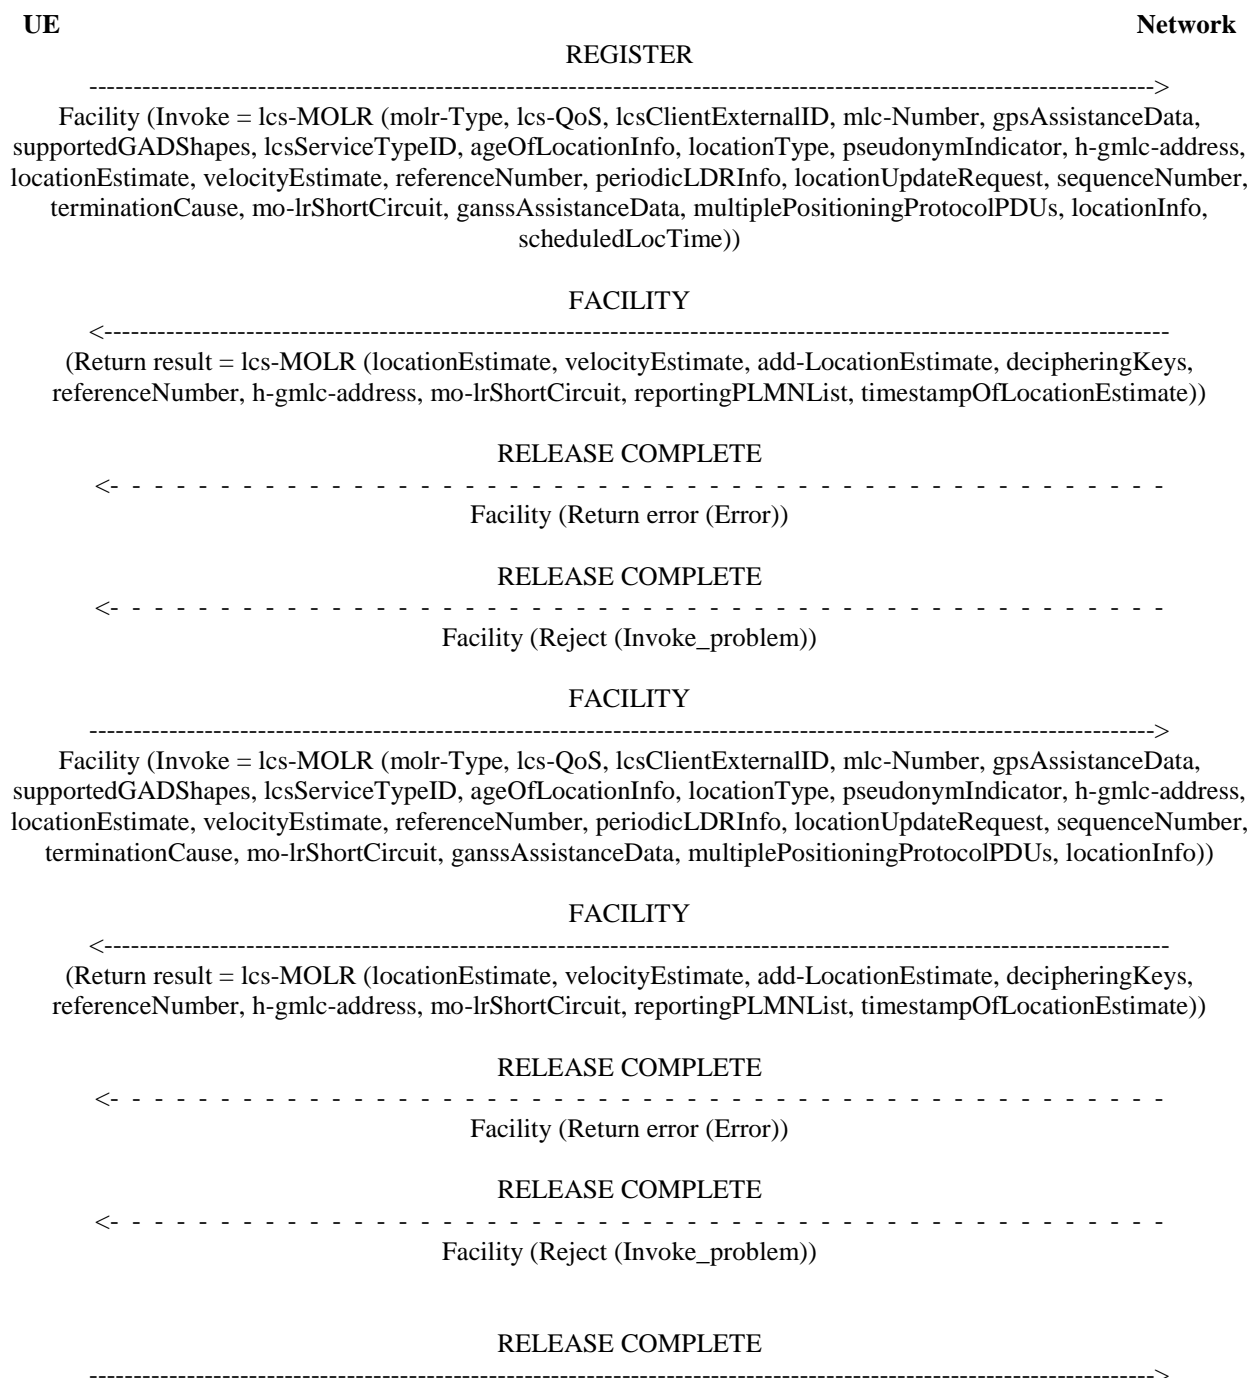 UE Network
REGISTER
------------------------------------------------------------------------------------------------------------------------>
Facility (Invoke = lcs-MOLR (molr-Type, lcs-QoS, lcsClientExternalID, mlc-Number, gpsAssistanceData,
supportedGADShapes, lcsServiceTypeID, ageOfLocationInfo, locationType, pseudonymIndicator, h-gmlc-address,
locationEstimate, velocityEstimate, referenceNumber, periodicLDRInfo, locationUpdateRequest, sequenceNumber,
terminationCause, mo-lrShortCircuit, ganssAssistanceData, multiplePositioningProtocolPDUs, locationInfo,
scheduledLocTime))
FACILITY
<------------------------------------------------------------------------------------------------------------------------
(Return result = lcs-MOLR (locationEstimate, velocityEstimate, add-LocationEstimate, decipheringKeys,
referenceNumber, h-gmlc-address, mo-lrShortCircuit, reportingPLMNList, timestampOfLocationEstimate))
RELEASE COMPLETE
<- - - - - - - - - - - - - - - - - - - - - - - - - - - - - - - - - - - - - - - - - - - - - - - - -
Facility (Return error (Error))
RELEASE COMPLETE
<- - - - - - - - - - - - - - - - - - - - - - - - - - - - - - - - - - - - - - - - - - - - - - - - -
Facility (Reject (Invoke_problem))
FACILITY
------------------------------------------------------------------------------------------------------------------------>
Facility (Invoke = lcs-MOLR (molr-Type, lcs-QoS, lcsClientExternalID, mlc-Number, gpsAssistanceData,
supportedGADShapes, lcsServiceTypeID, ageOfLocationInfo, locationType, pseudonymIndicator, h-gmlc-address,
locationEstimate, velocityEstimate, referenceNumber, periodicLDRInfo, locationUpdateRequest, sequenceNumber,
terminationCause, mo-lrShortCircuit, ganssAssistanceData, multiplePositioningProtocolPDUs, locationInfo))
FACILITY
<------------------------------------------------------------------------------------------------------------------------
(Return result = lcs-MOLR (locationEstimate, velocityEstimate, add-LocationEstimate, decipheringKeys,
referenceNumber, h-gmlc-address, mo-lrShortCircuit, reportingPLMNList, timestampOfLocationEstimate))
RELEASE COMPLETE
<- - - - - - - - - - - - - - - - - - - - - - - - - - - - - - - - - - - - - - - - - - - - - - - - -
Facility (Return error (Error))
RELEASE COMPLETE
<- - - - - - - - - - - - - - - - - - - - - - - - - - - - - - - - - - - - - - - - - - - - - - - - -
Facility (Reject (Invoke_problem))
RELEASE COMPLETE
------------------------------------------------------------------------------------------------------------------------>